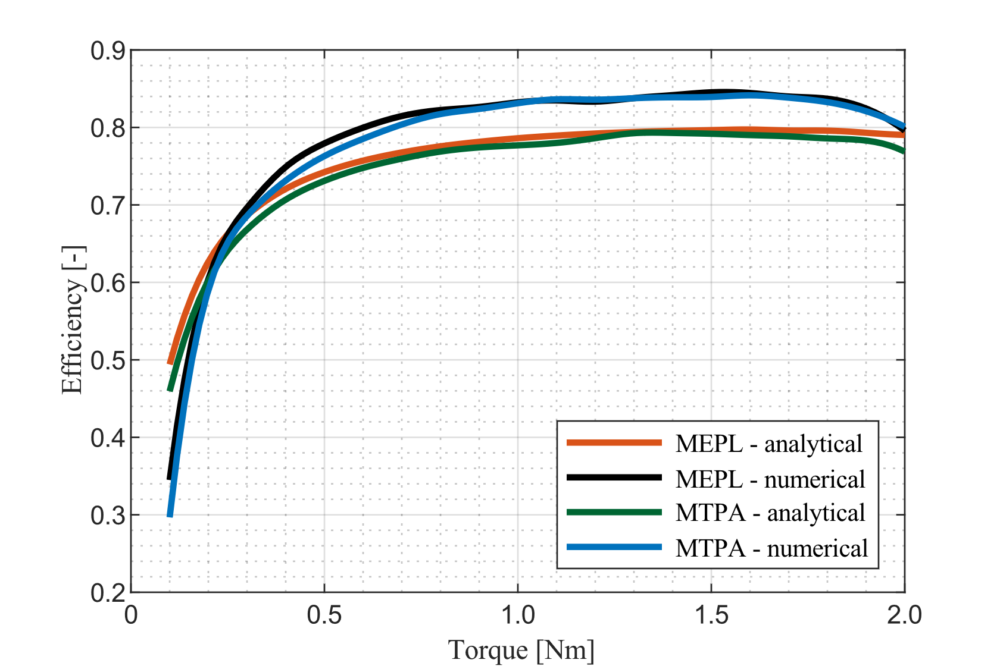 0.9
0.8
0.7
0.6
0.5
0.4
0.3
0.2
0
0.5
1.0
1.5
2.0
Efficiency [-]
Torque [Nm]
MEPL - analytical
MEPL - numerical
MTPA - analytical
MTPA - numerical